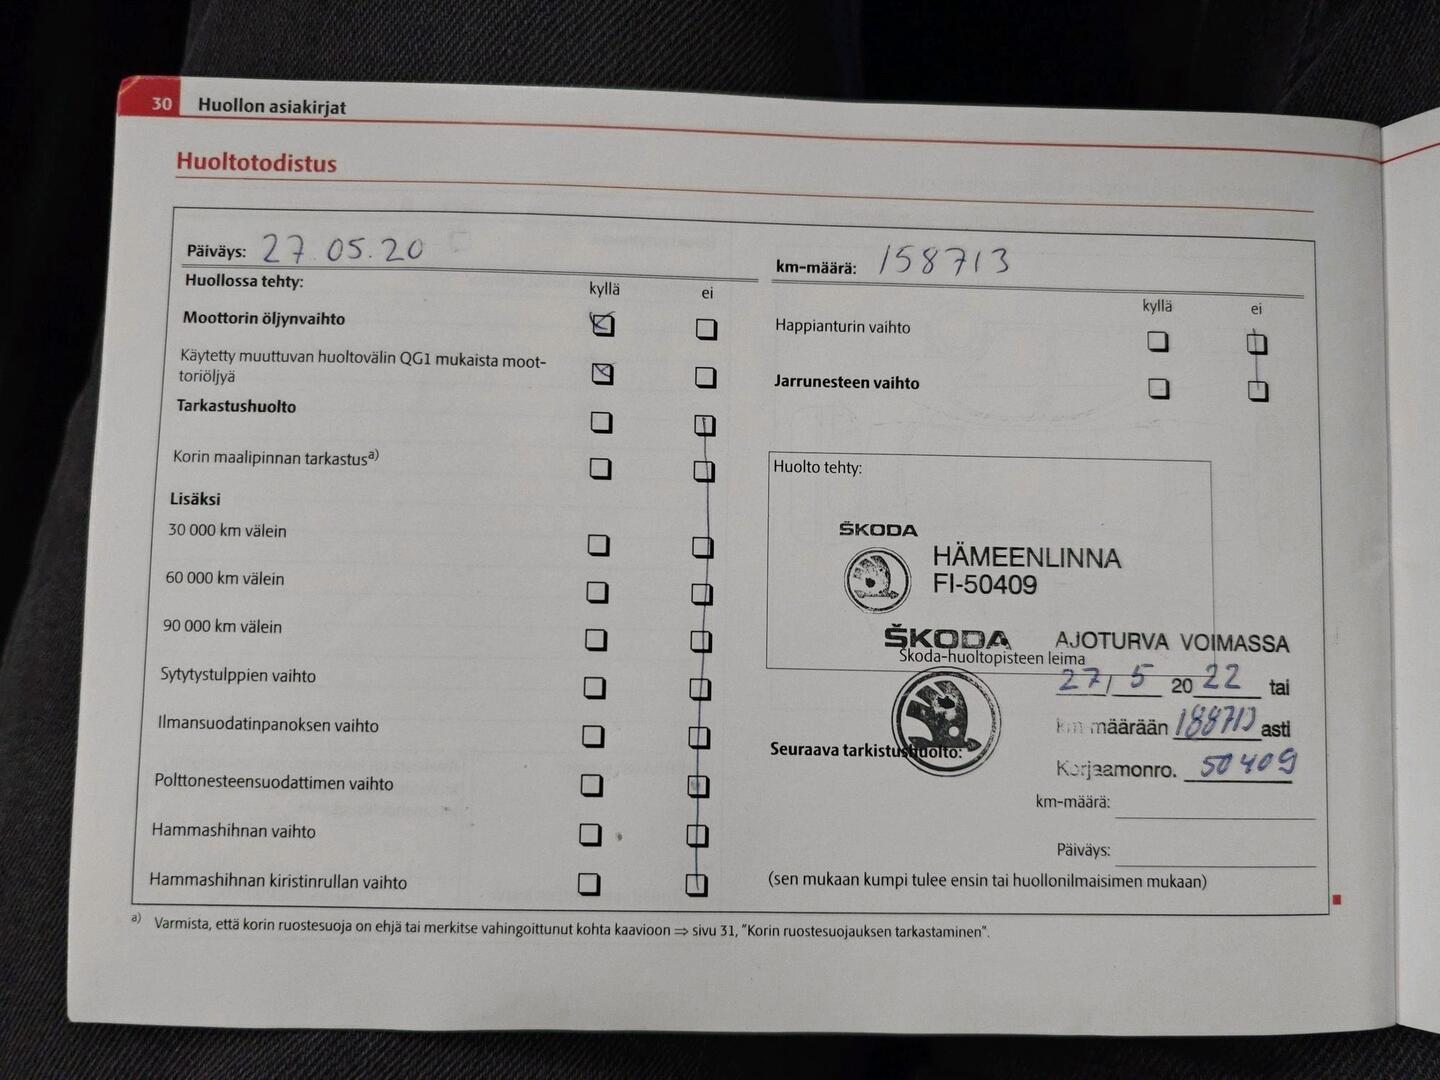 30 Huollon asiakirjat
Huoltotodistus
Päiväys: 27.05.20
Huollossa tehty: kyllä ei
Moottorin öljynvaihto
Käytetty muuttuvan huoltovälin QG1 mukaista moot-
toriöljyä
Tarkastushuolto
Korin maalipinnan tarkastus a)
Lisäksi
30 000 km välein
60 000 km välein
90 000 km välein
Sytytystulppien vaihto
Ilmansuodatinpanoksen vaihto
Polttonesteensuodattimen vaihto
Hammashihnan vaihto
Hammashihnan kiristinrullan vaihto
km-määrä: 158713
kyllä ei
Happianturin vaihto
Jarrunesteen vaihto
Huolto tehty:
ŠKODA
HÄMEENLINNA
FI-50409
ŠKODA AJOTURVA VOIMASSA
Škoda-huoltopisteen leima
27/5 2022 tai
km määrään 188713 asti
Seuraava tarkistushuolto:
Korjaamonro. 50409
km-määrä:
Päiväys:
(sen mukaan kumpi tulee ensin tai huollonilmaisimen mukaan)
a) Varmista, että korin ruostesuoja on ehjä tai merkitse vahingoittunut kohta kaavioon ⇒ sivu 31, "Korin ruostesuojauksen tarkastaminen".